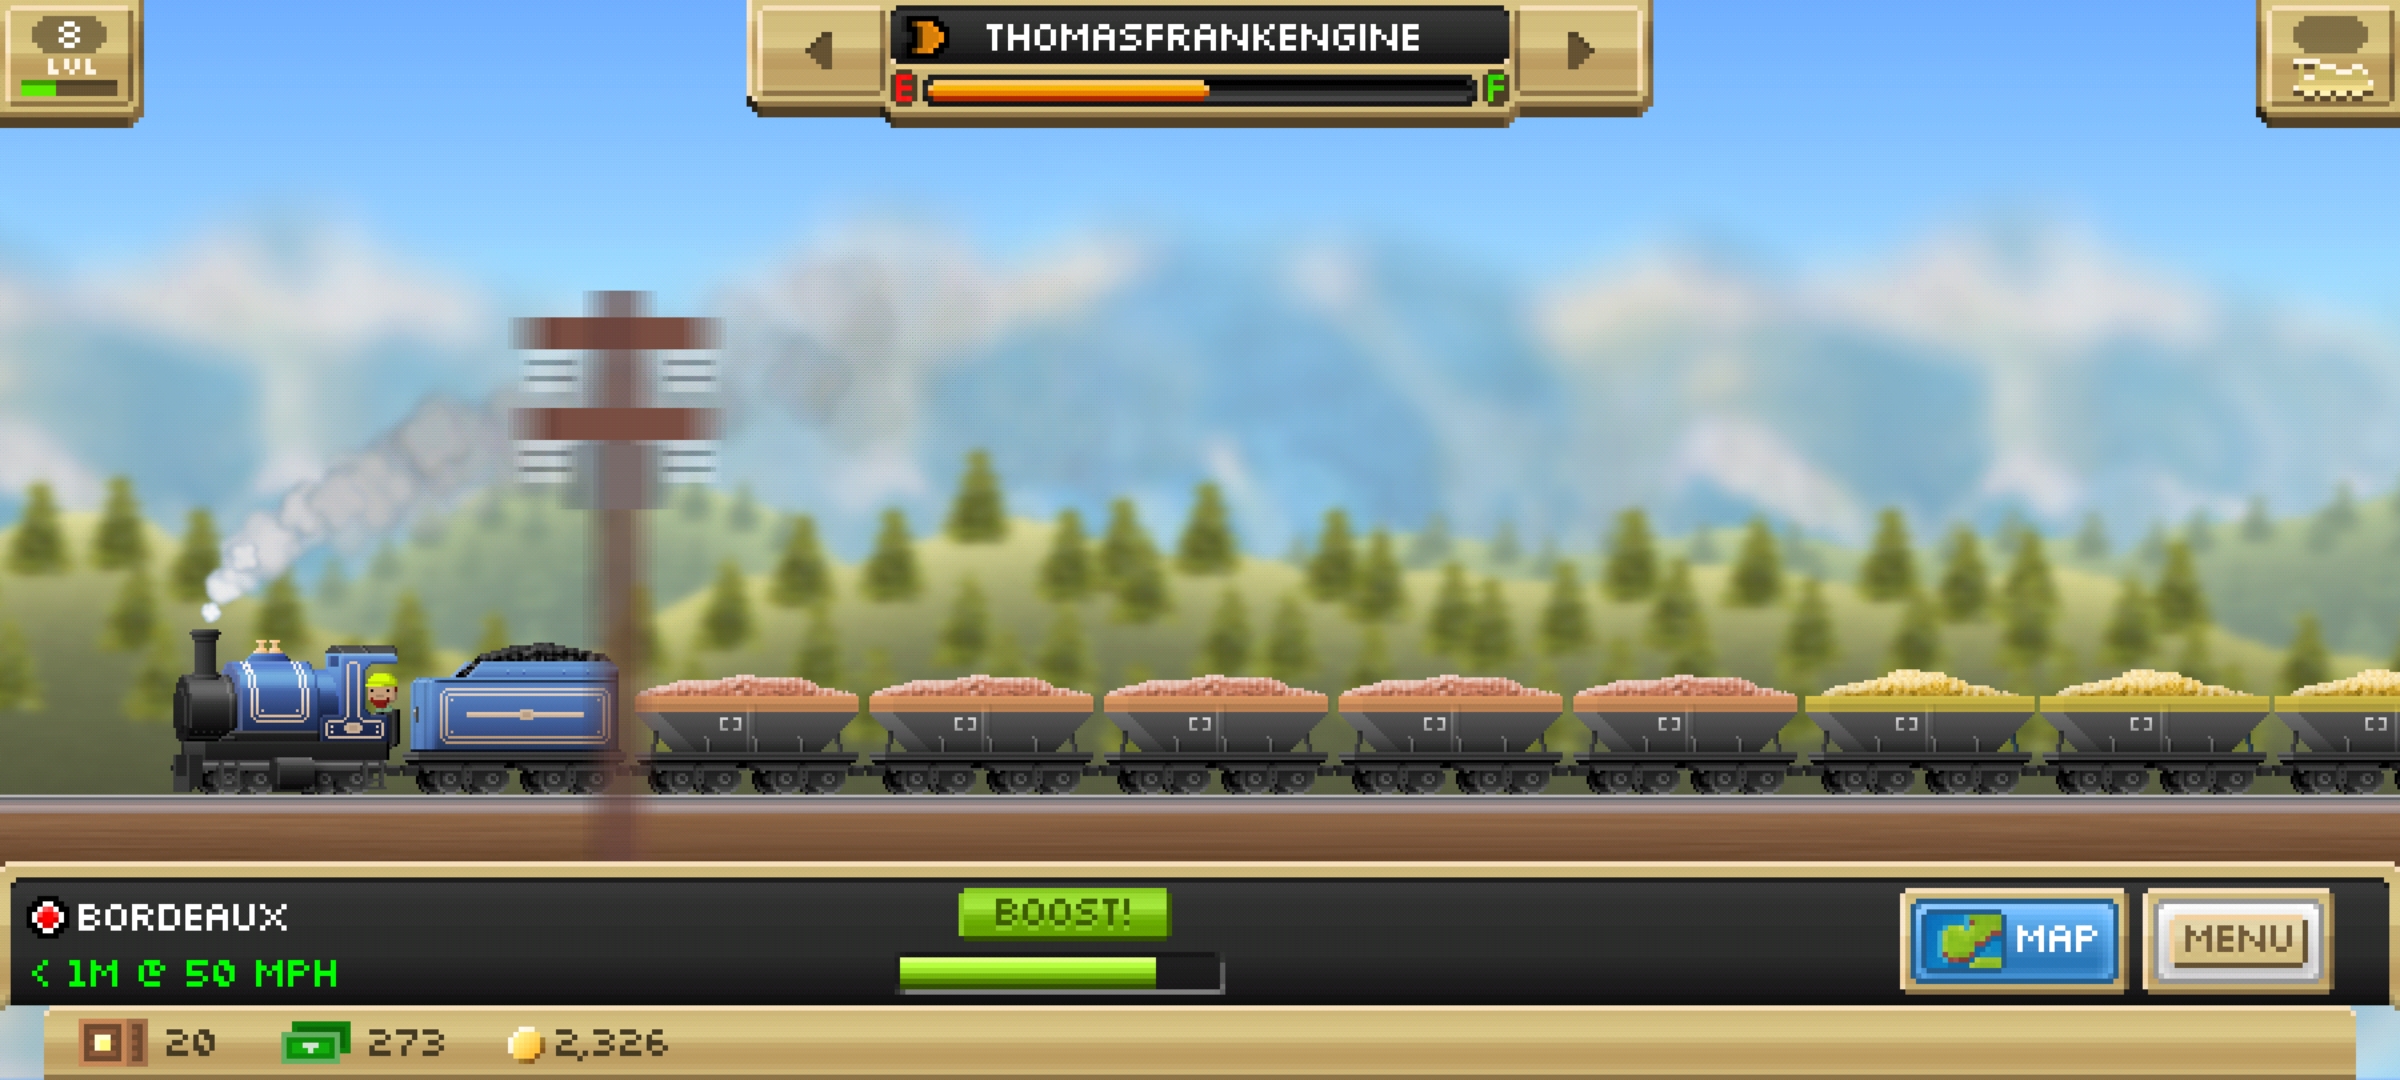 8
LVL
THOMASFRANKENGINE
E F
BORDEAUX
< 1M @ 50 MPH
BOOST!
MAP
MENU
20 273 2,326